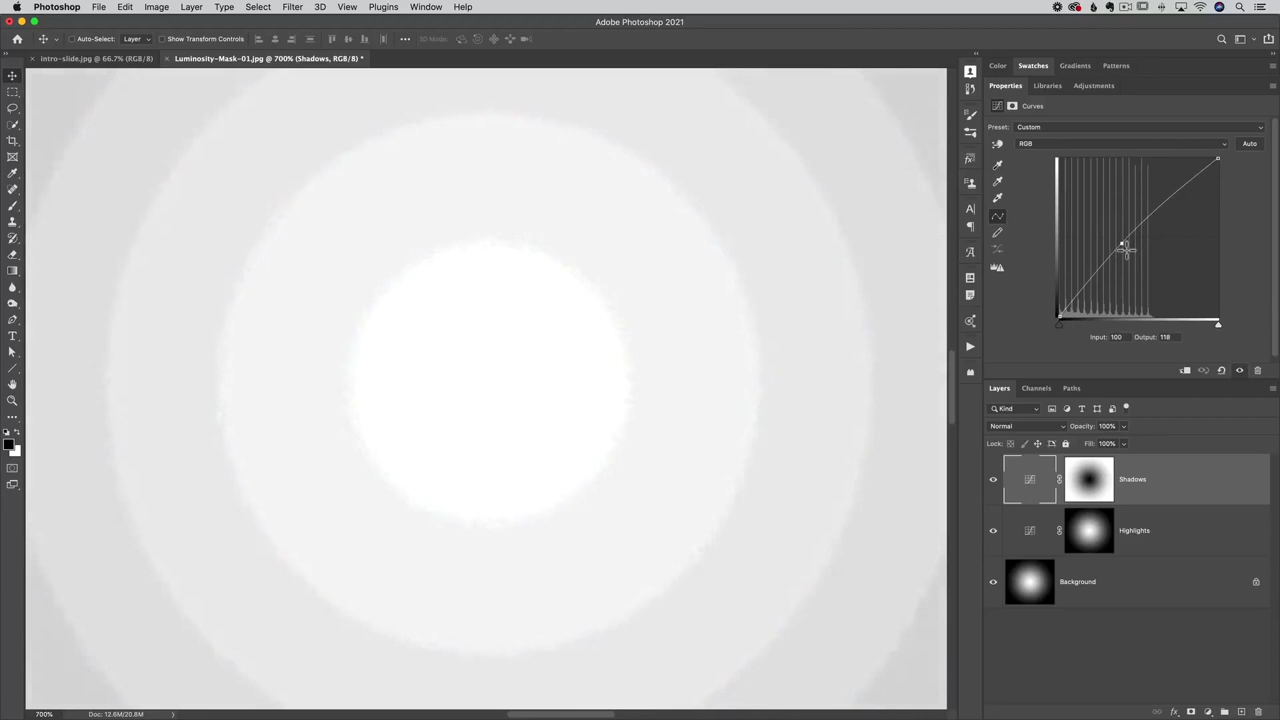 Photoshop File Edit Image Layer Type Select Filter 3D View Plugins Window Help
Adobe Photoshop 2021
Auto-Select: Layer Show Transform Controls 3D Mode:
intro-slide.jpg @ 66.7% (RGB/8) Luminosity-Mask-01.jpg @ 700% (Shadows, RGB/8) *
Color Swatches Gradients Patterns
Properties Libraries Adjustments
Curves
Preset: Custom
RGB Auto
Input: 100 Output: 118
Layers Channels Paths
Kind
Normal Opacity: 100%
Lock: Fill: 100%
Shadows
Highlights
Background
700% Doc: 12.6M/20.8M